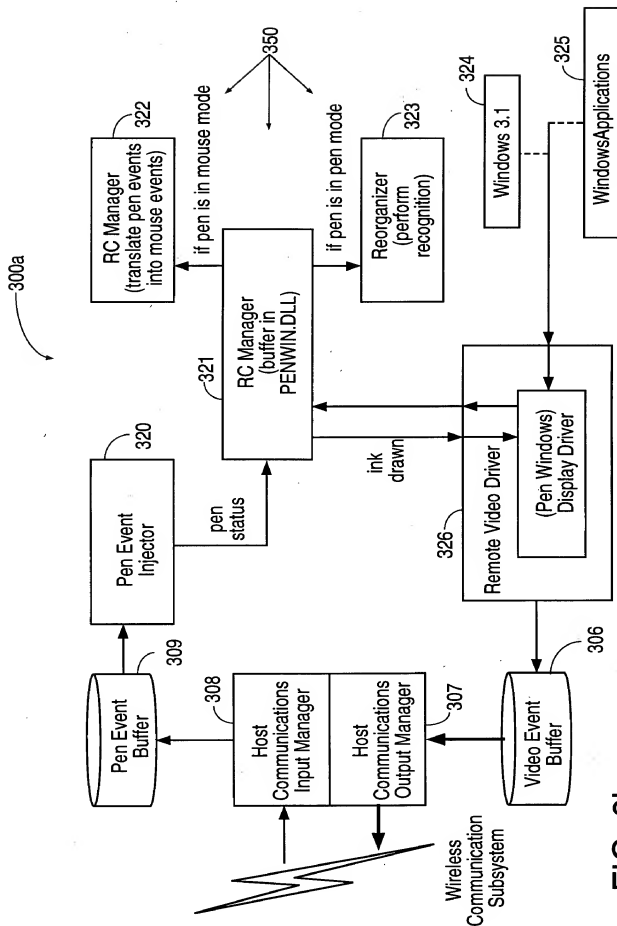 300a
320
Pen Event
Injector
309
Pen Event
Buffer
308
Host
Communications
Input Manager
Host
Communications
Output Manager
307
Wireless
Communication
Subsystem
Video Event
Buffer
306
pen
status
321
RC Manager
(buffer in
PENWIN.DLL)
322
RC Manager
(translate pen events
into mouse events)
if pen is in mouse mode
350
if pen is in pen mode
323
Reorganizer
(perform
recognition)
ink
drawn
326
Remote Video Driver
(Pen Windows)
Display Driver
324
Windows 3.1
325
WindowsApplications
FIG.